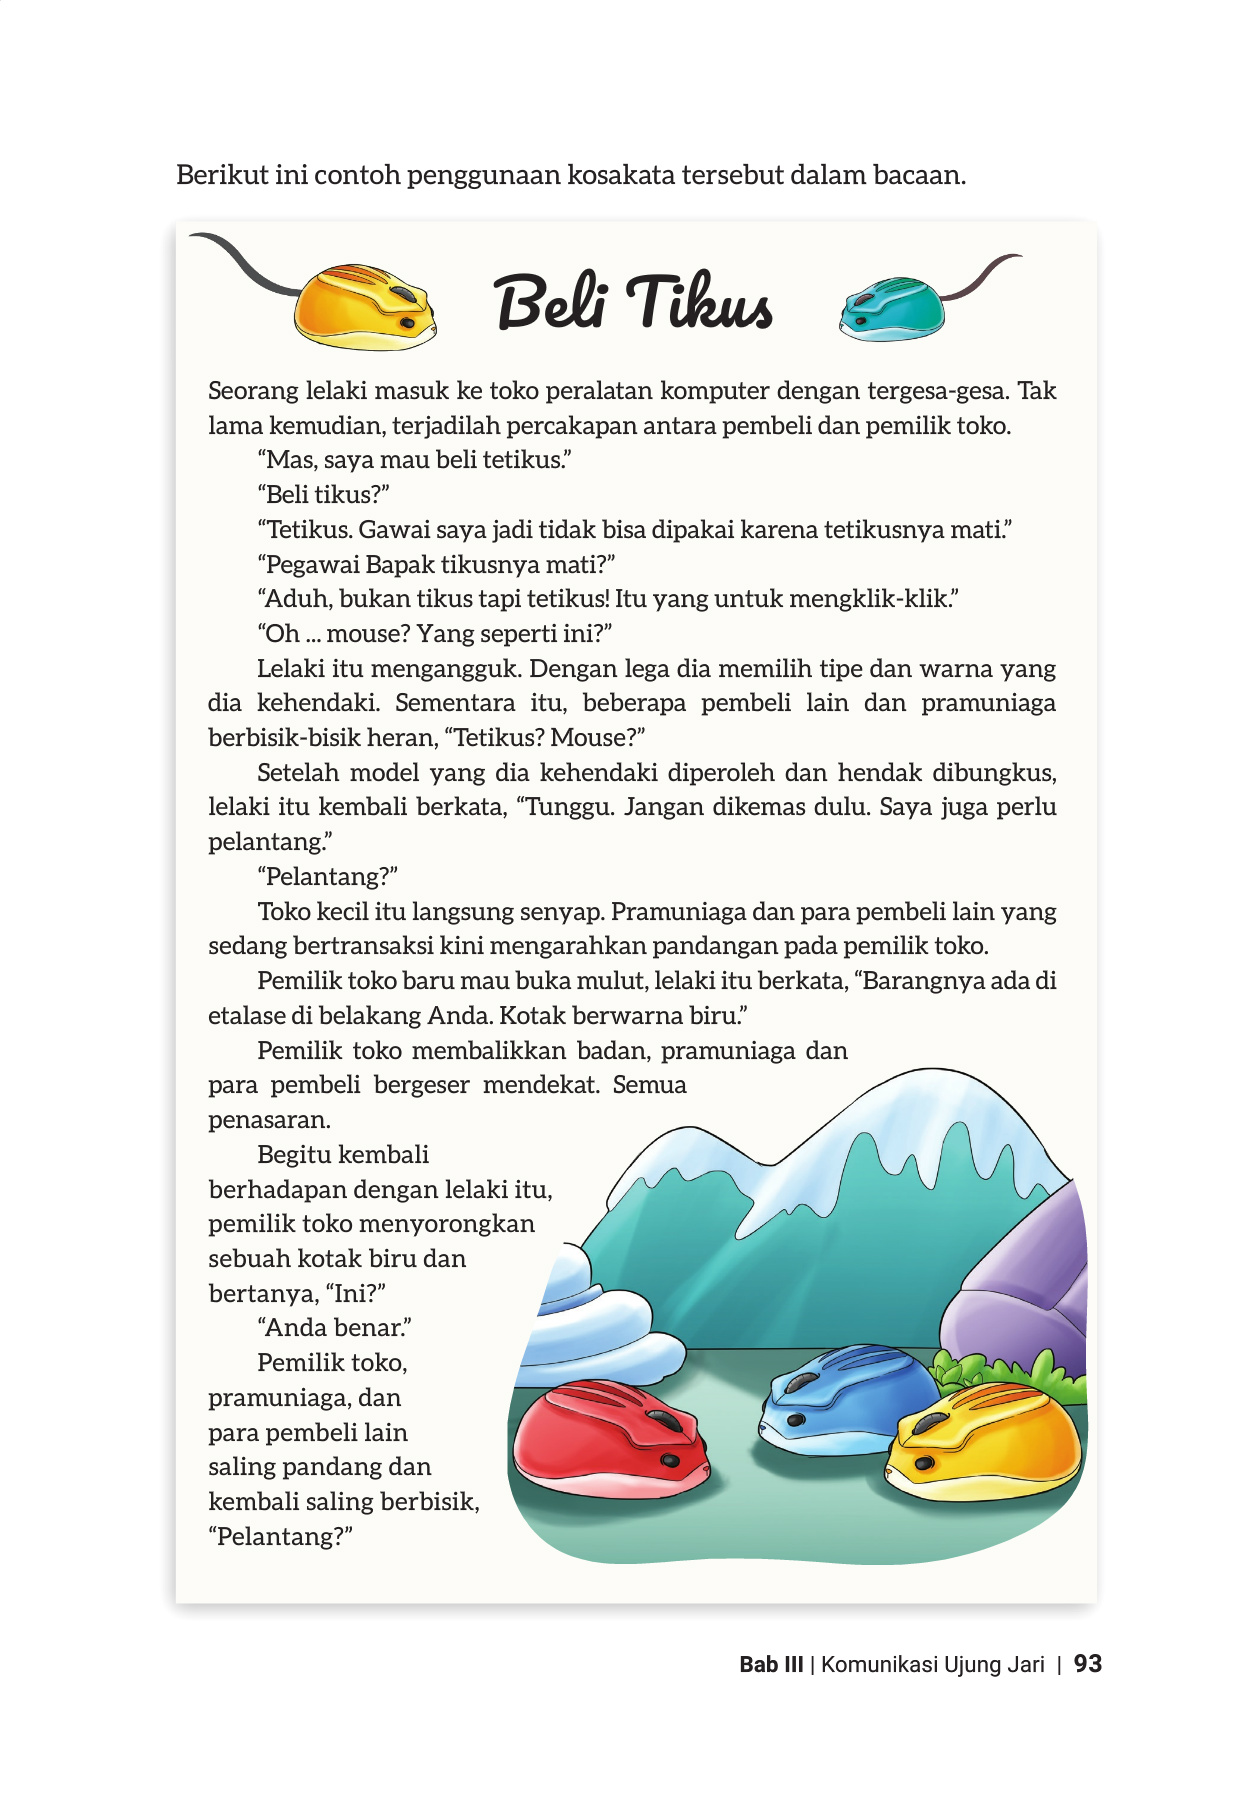 Berikut ini contoh penggunaan kosakata tersebut dalam bacaan.
Beli Tikus
Seorang lelaki masuk ke toko peralatan komputer dengan tergesa-gesa. Tak
lama kemudian, terjadilah percakapan antara pembeli dan pemilik toko.
“Mas, saya mau beli tetikus.”
“Beli tikus?”
“Tetikus. Gawai saya jadi tidak bisa dipakai karena tetikusnya mati.”
“Pegawai Bapak tikusnya mati?”
“Aduh, bukan tikus tapi tetikus! Itu yang untuk mengklik-klik.”
“Oh ... mouse? Yang seperti ini?”
Lelaki itu mengangguk. Dengan lega dia memilih tipe dan warna yang
dia kehendaki. Sementara itu, beberapa pembeli lain dan pramuniaga
berbisik-bisik heran, “Tetikus? Mouse?”
Setelah model yang dia kehendaki diperoleh dan hendak dibungkus,
lelaki itu kembali berkata, “Tunggu. Jangan dikemas dulu. Saya juga perlu
pelantang.”
“Pelantang?”
Toko kecil itu langsung senyap. Pramuniaga dan para pembeli lain yang
sedang bertransaksi kini mengarahkan pandangan pada pemilik toko.
Pemilik toko baru mau buka mulut, lelaki itu berkata, “Barangnya ada di
etalase di belakang Anda. Kotak berwarna biru.”
Pemilik toko membalikkan badan, pramuniaga dan
para pembeli bergeser mendekat. Semua
penasaran.
Begitu kembali
berhadapan dengan lelaki itu,
pemilik toko menyorongkan
sebuah kotak biru dan
bertanya, “Ini?”
“Anda benar.”
Pemilik toko,
pramuniaga, dan
para pembeli lain
saling pandang dan
kembali saling berbisik,
“Pelantang?”
Bab III | Komunikasi Ujung Jari | 93